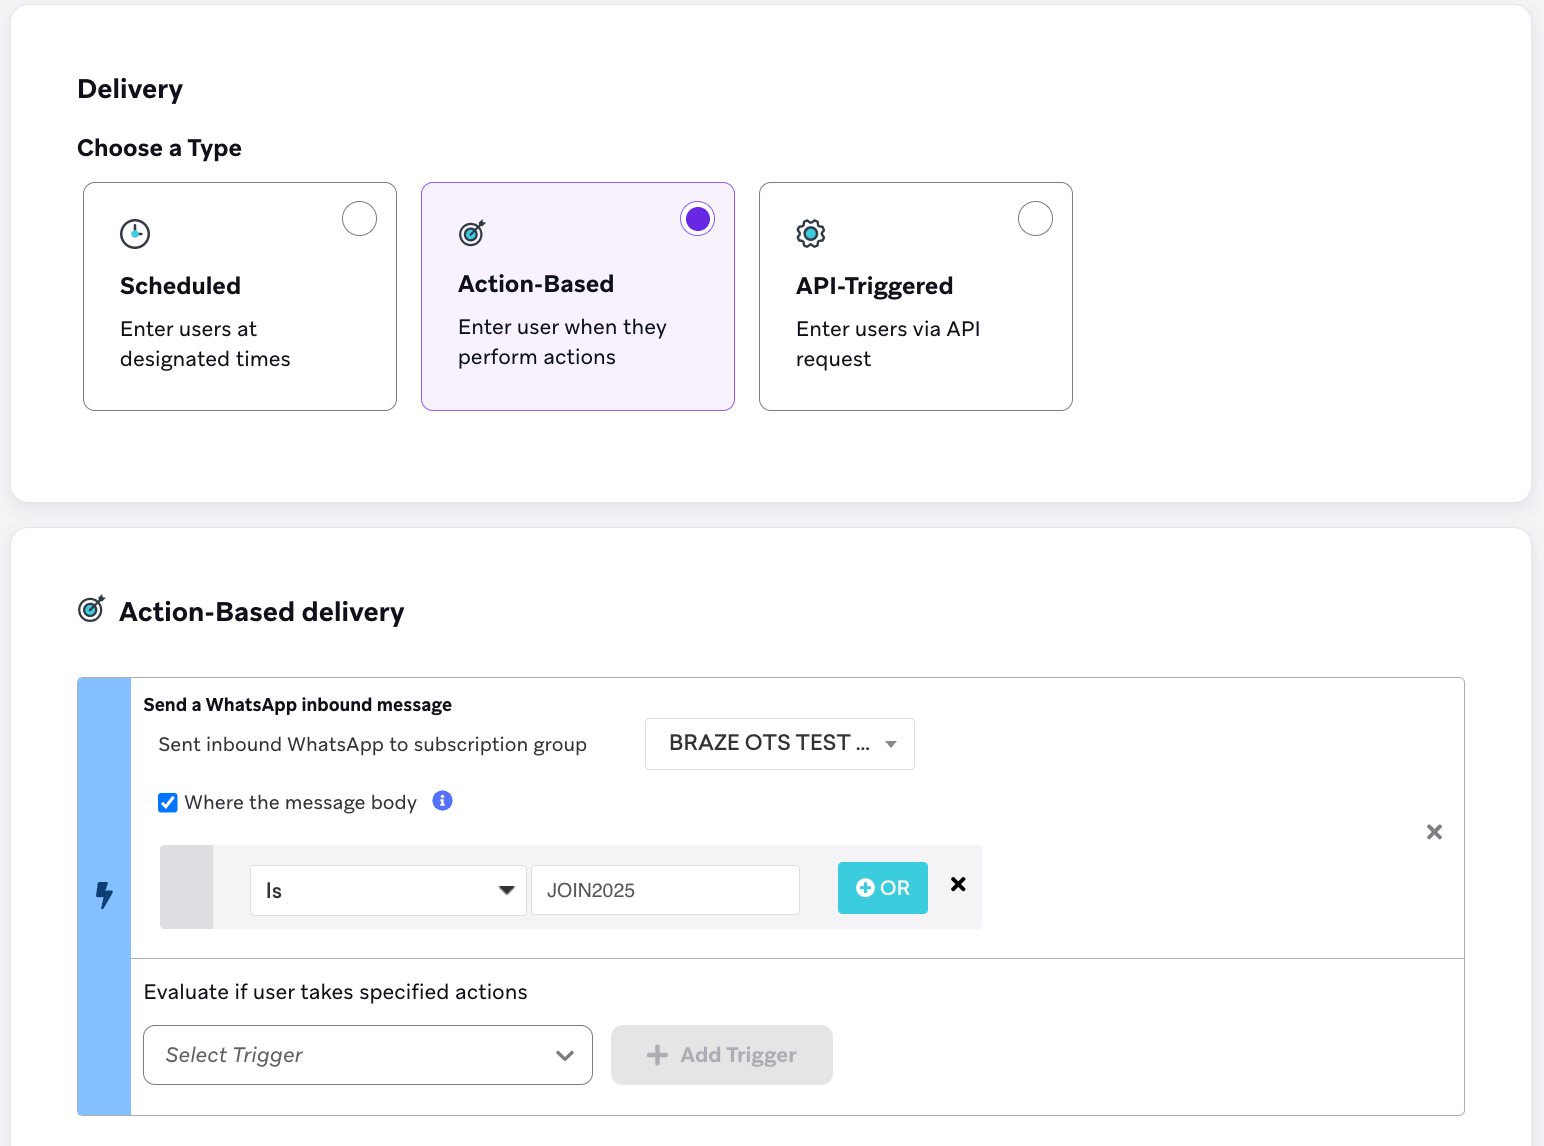 Delivery
Choose a Type
Scheduled
Enter users at
designated times
Action-Based
Enter user when they
perform actions
API-Triggered
Enter users via API
request
Action-Based delivery
Send a WhatsApp inbound message
Sent inbound WhatsApp to subscription group
BRAZE OTS TEST ...
Where the message body
Is
JOIN2025
OR
Evaluate if user takes specified actions
Select Trigger
Add Trigger